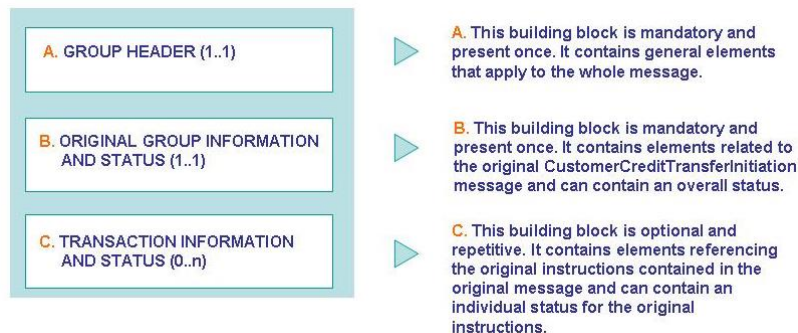 A. GROUP HEADER (1..1)
A. This building block is mandatory and
present once. It contains general elements
that apply to the whole message.
B. ORIGINAL GROUP INFORMATION
AND STATUS (1..1)
B. This building block is mandatory and
present once. It contains elements related to
the original CustomerCreditTransferInitiation
message and can contain an overall status.
C. TRANSACTION INFORMATION
AND STATUS (0..n)
C. This building block is optional and
repetitive. It contains elements referencing
the original instructions contained in the
original message and can contain an
individual status for the original
instructions.